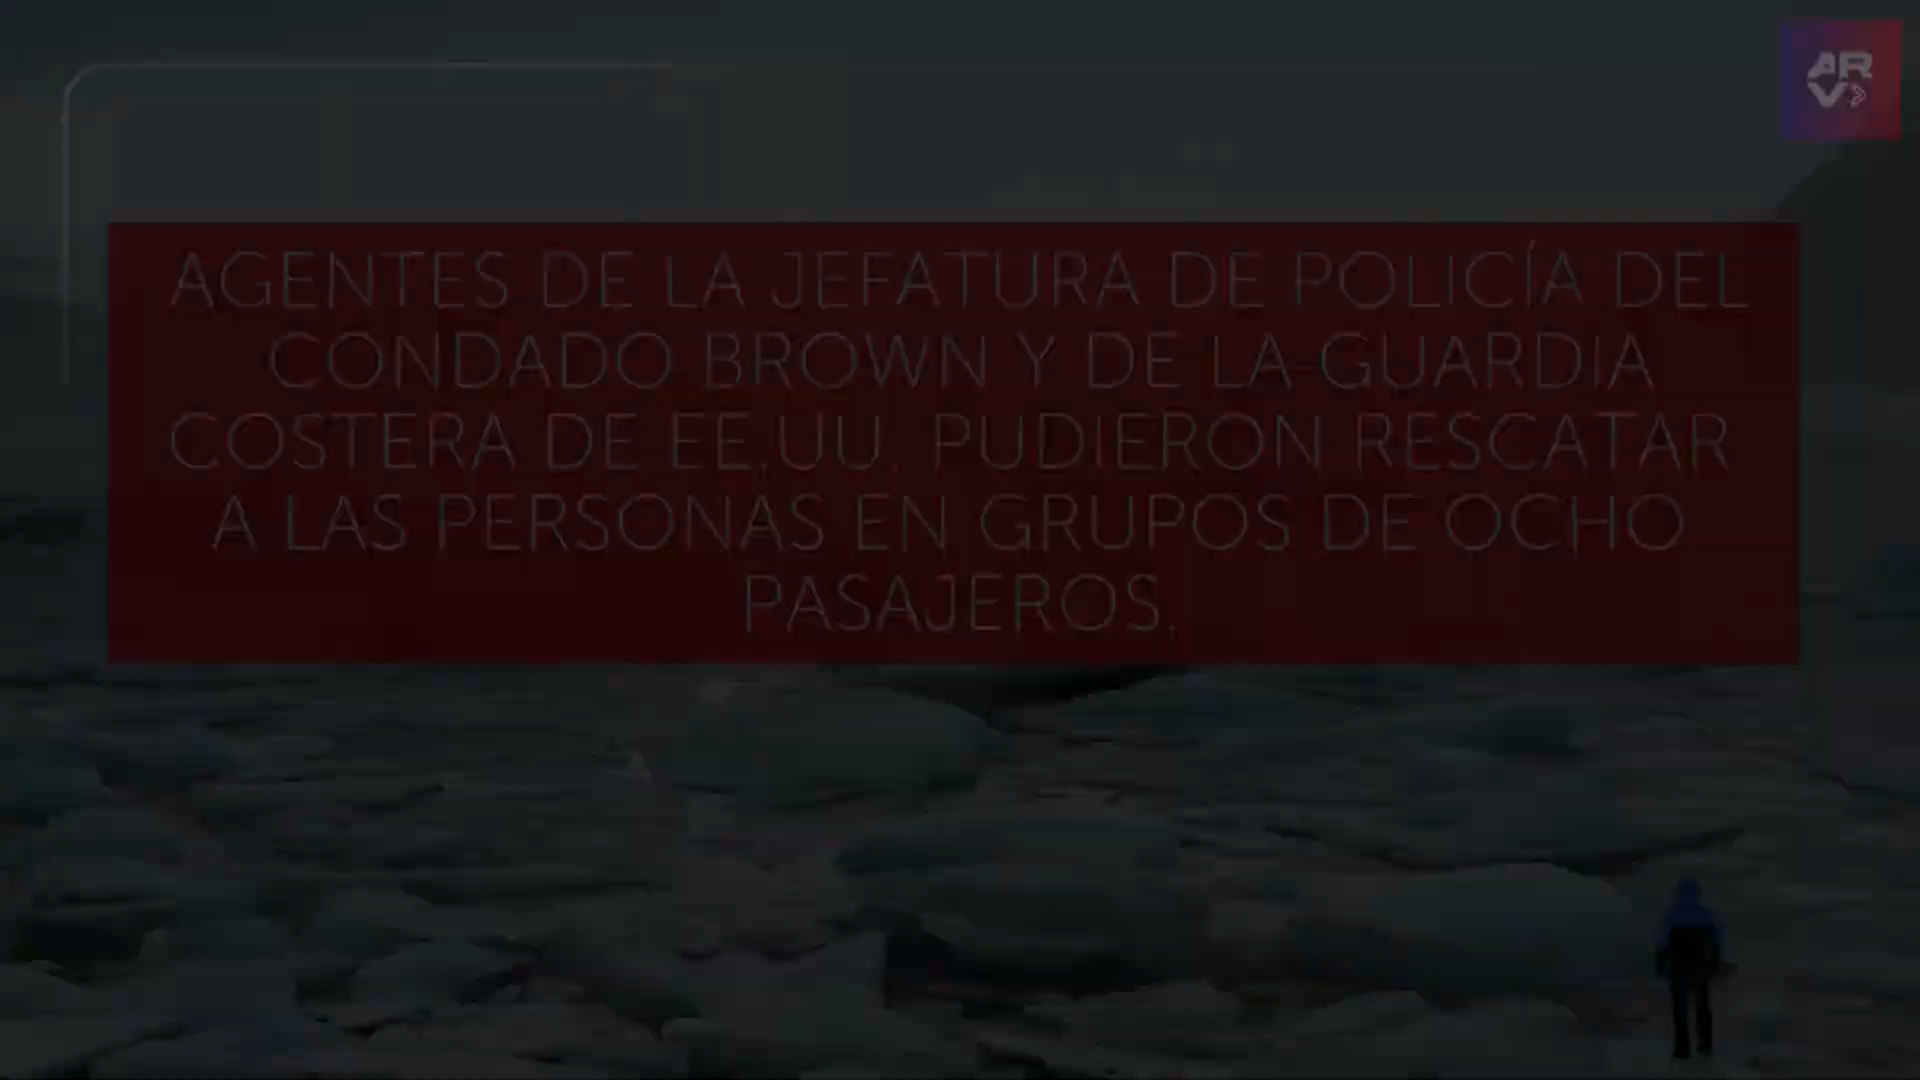 ARV
AGENTES DE LA JEFATURA DE POLICÍA DEL
CONDADO BROWN Y DE LA GUARDIA
COSTERA DE EE.UU. PUDIERON RESCATAR
A LAS PERSONAS EN GRUPOS DE OCHO
PASAJEROS.